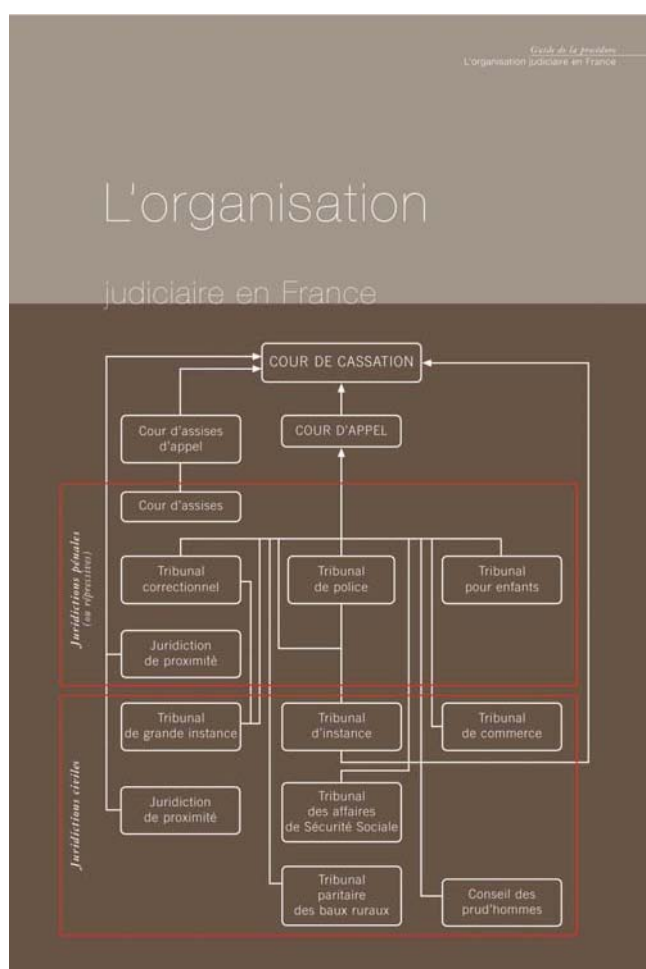 Guide de la procédure
L'organisation judiciaire en France
L'organisation
judiciaire en France
COUR DE CASSATION
Cour d'assises
d'appel
COUR D'APPEL
Cour d'assises
Juridictions pénales
(ou répressives)
Tribunal
correctionnel
Tribunal
de police
Tribunal
pour enfants
Juridiction
de proximité
Juridictions civiles
Tribunal
de grande instance
Tribunal
d'instance
Tribunal
de commerce
Juridiction
de proximité
Tribunal
des affaires
de Sécurité Sociale
Tribunal
paritaire
des baux ruraux
Conseil des
prud'hommes